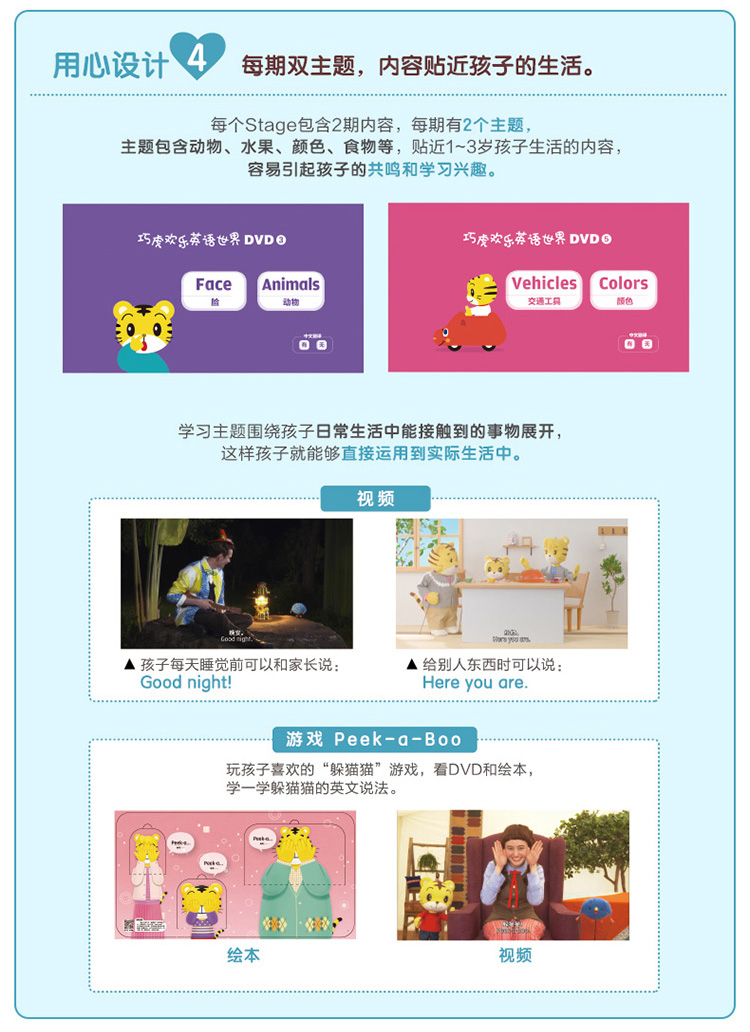 用心设计 4 每期双主题，内容贴近孩子的生活。
每个Stage包含2期内容，每期有2个主题，
主题包含动物、水果、颜色、食物等，贴近1~3岁孩子生活的内容，
容易引起孩子的共鸣和学习兴趣。
巧虎欢乐英语世界 DVD 3
Face
脸
Animals
动物
中文翻译
有 无
巧虎欢乐英语世界 DVD 5
Vehicles
交通工具
Colors
颜色
中文翻译
有 无
学习主题围绕孩子日常生活中能接触到的事物展开，
这样孩子就能够直接运用到实际生活中。
视频
晚安。
Good night.
给你。
Here you are.
▲ 孩子每天睡觉前可以和家长说：
Good night!
▲ 给别人东西时可以说：
Here you are.
游戏 Peek-a-Boo
玩孩子喜欢的“躲猫猫”游戏，看DVD和绘本，
学一学躲猫猫的英文说法。
Peek-a...
Peek-a...
Peek-a...
绘本
视频